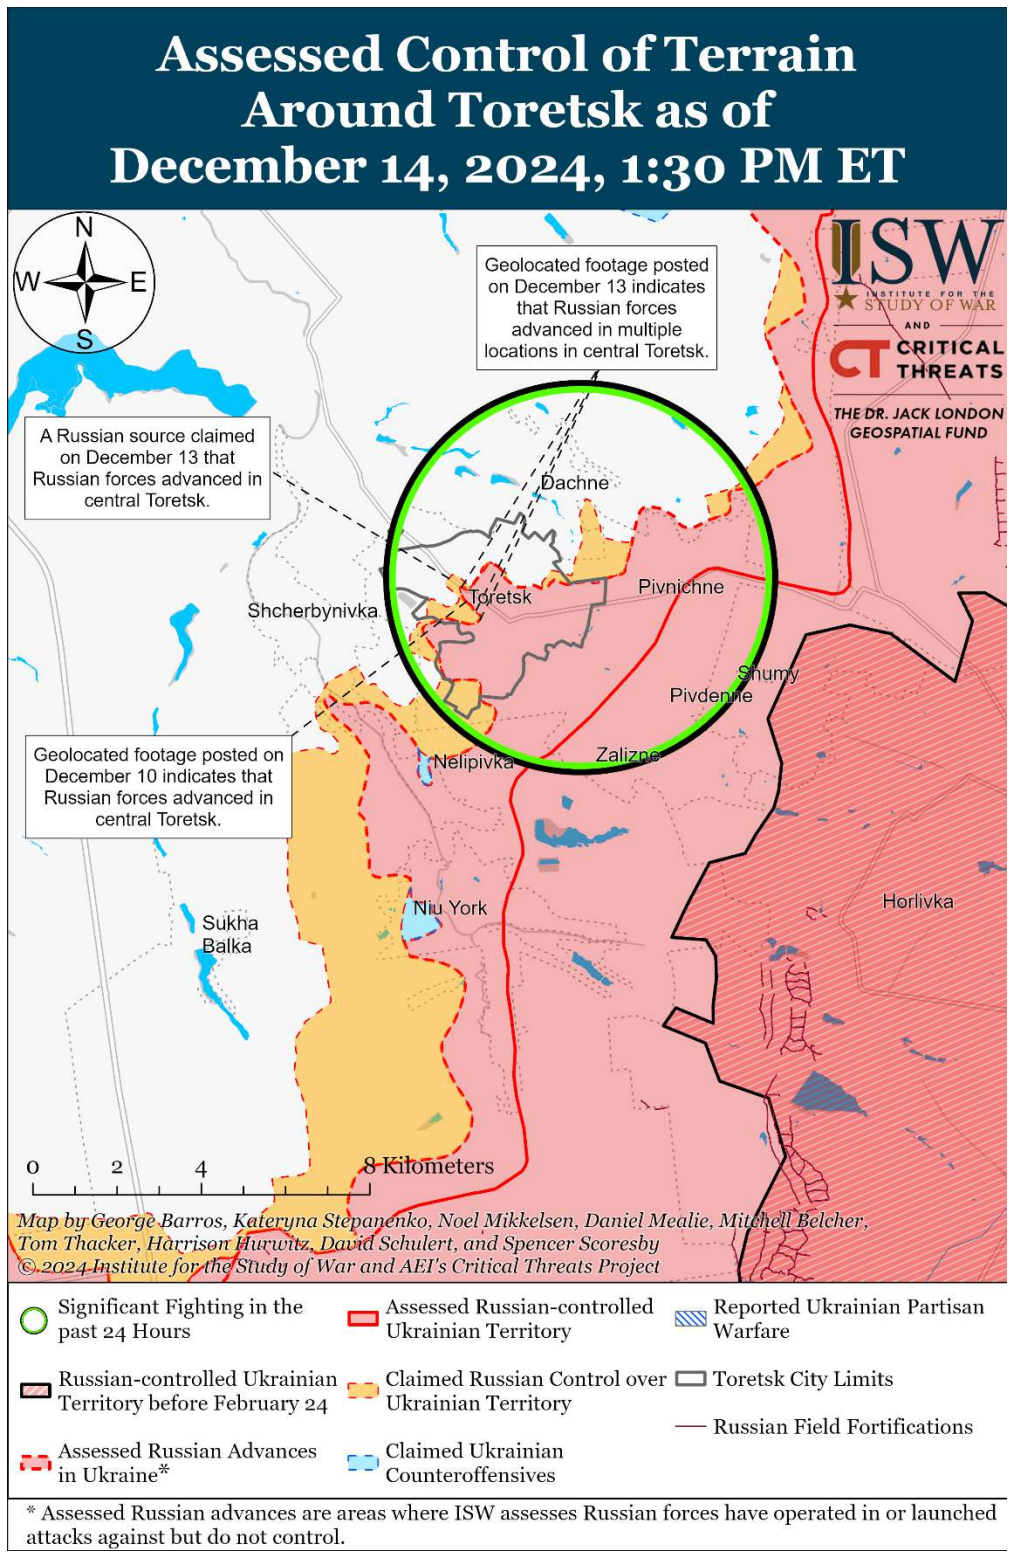 Assessed Control of Terrain
Around Toretsk as of
December 14, 2024, 1:30 PM ET
N
W
E
S
Geolocated footage posted
on December 13 indicates
that Russian forces
advanced in multiple
locations in central Toretsk.
ISW
INSTITUTE FOR THE
STUDY OF WAR
AND
CT CRITICAL
THREATS
THE DR. JACK LONDON
GEOSPATIAL FUND
A Russian source claimed
on December 13 that
Russian forces advanced in
central Toretsk.
Dachne
Pivnichne
Toretsk
Shcherbynivka
Shumy
Pivdenne
Geolocated footage posted on
December 10 indicates that
Russian forces advanced in
central Toretsk.
Nelipivka
Zalizne
Horlivka
Niu York
Sukha
Balka
0 2 4 8 Kilometers
Map by George Barros, Kateryna Stepanenko, Noel Mikkelsen, Daniel Mealie, Mitchell Belcher,
Tom Thacker, Harrison Hurwitz, David Schulert, and Spencer Scoresby
© 2024 Institute for the Study of War and AEI's Critical Threats Project
Significant Fighting in the
past 24 Hours
Russian-controlled Ukrainian
Territory before February 24
Assessed Russian Advances
in Ukraine*
Assessed Russian-controlled
Ukrainian Territory
Claimed Russian Control over
Ukrainian Territory
Claimed Ukrainian
Counteroffensives
Reported Ukrainian Partisan
Warfare
Toretsk City Limits
Russian Field Fortifications
* Assessed Russian advances are areas where ISW assesses Russian forces have operated in or launched
attacks against but do not control.